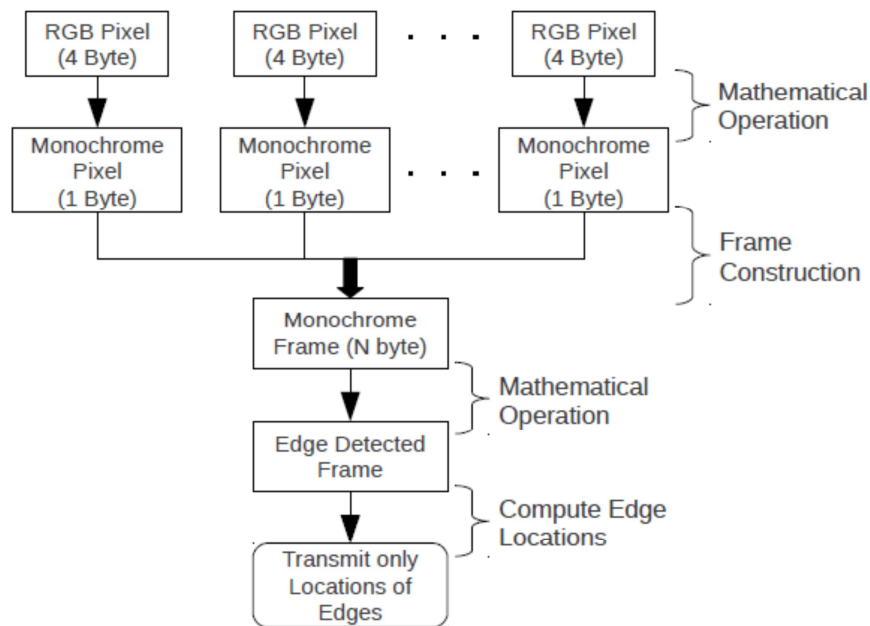 RGB Pixel
(4 Byte)
RGB Pixel
(4 Byte)
. . .
RGB Pixel
(4 Byte)
Mathematical
Operation
Monochrome
Pixel
(1 Byte)
Monochrome
Pixel
(1 Byte)
. . .
Monochrome
Pixel
(1 Byte)
Frame
Construction
Monochrome
Frame (N byte)
Mathematical
Operation
Edge Detected
Frame
Compute Edge
Locations
Transmit only
Locations of
Edges